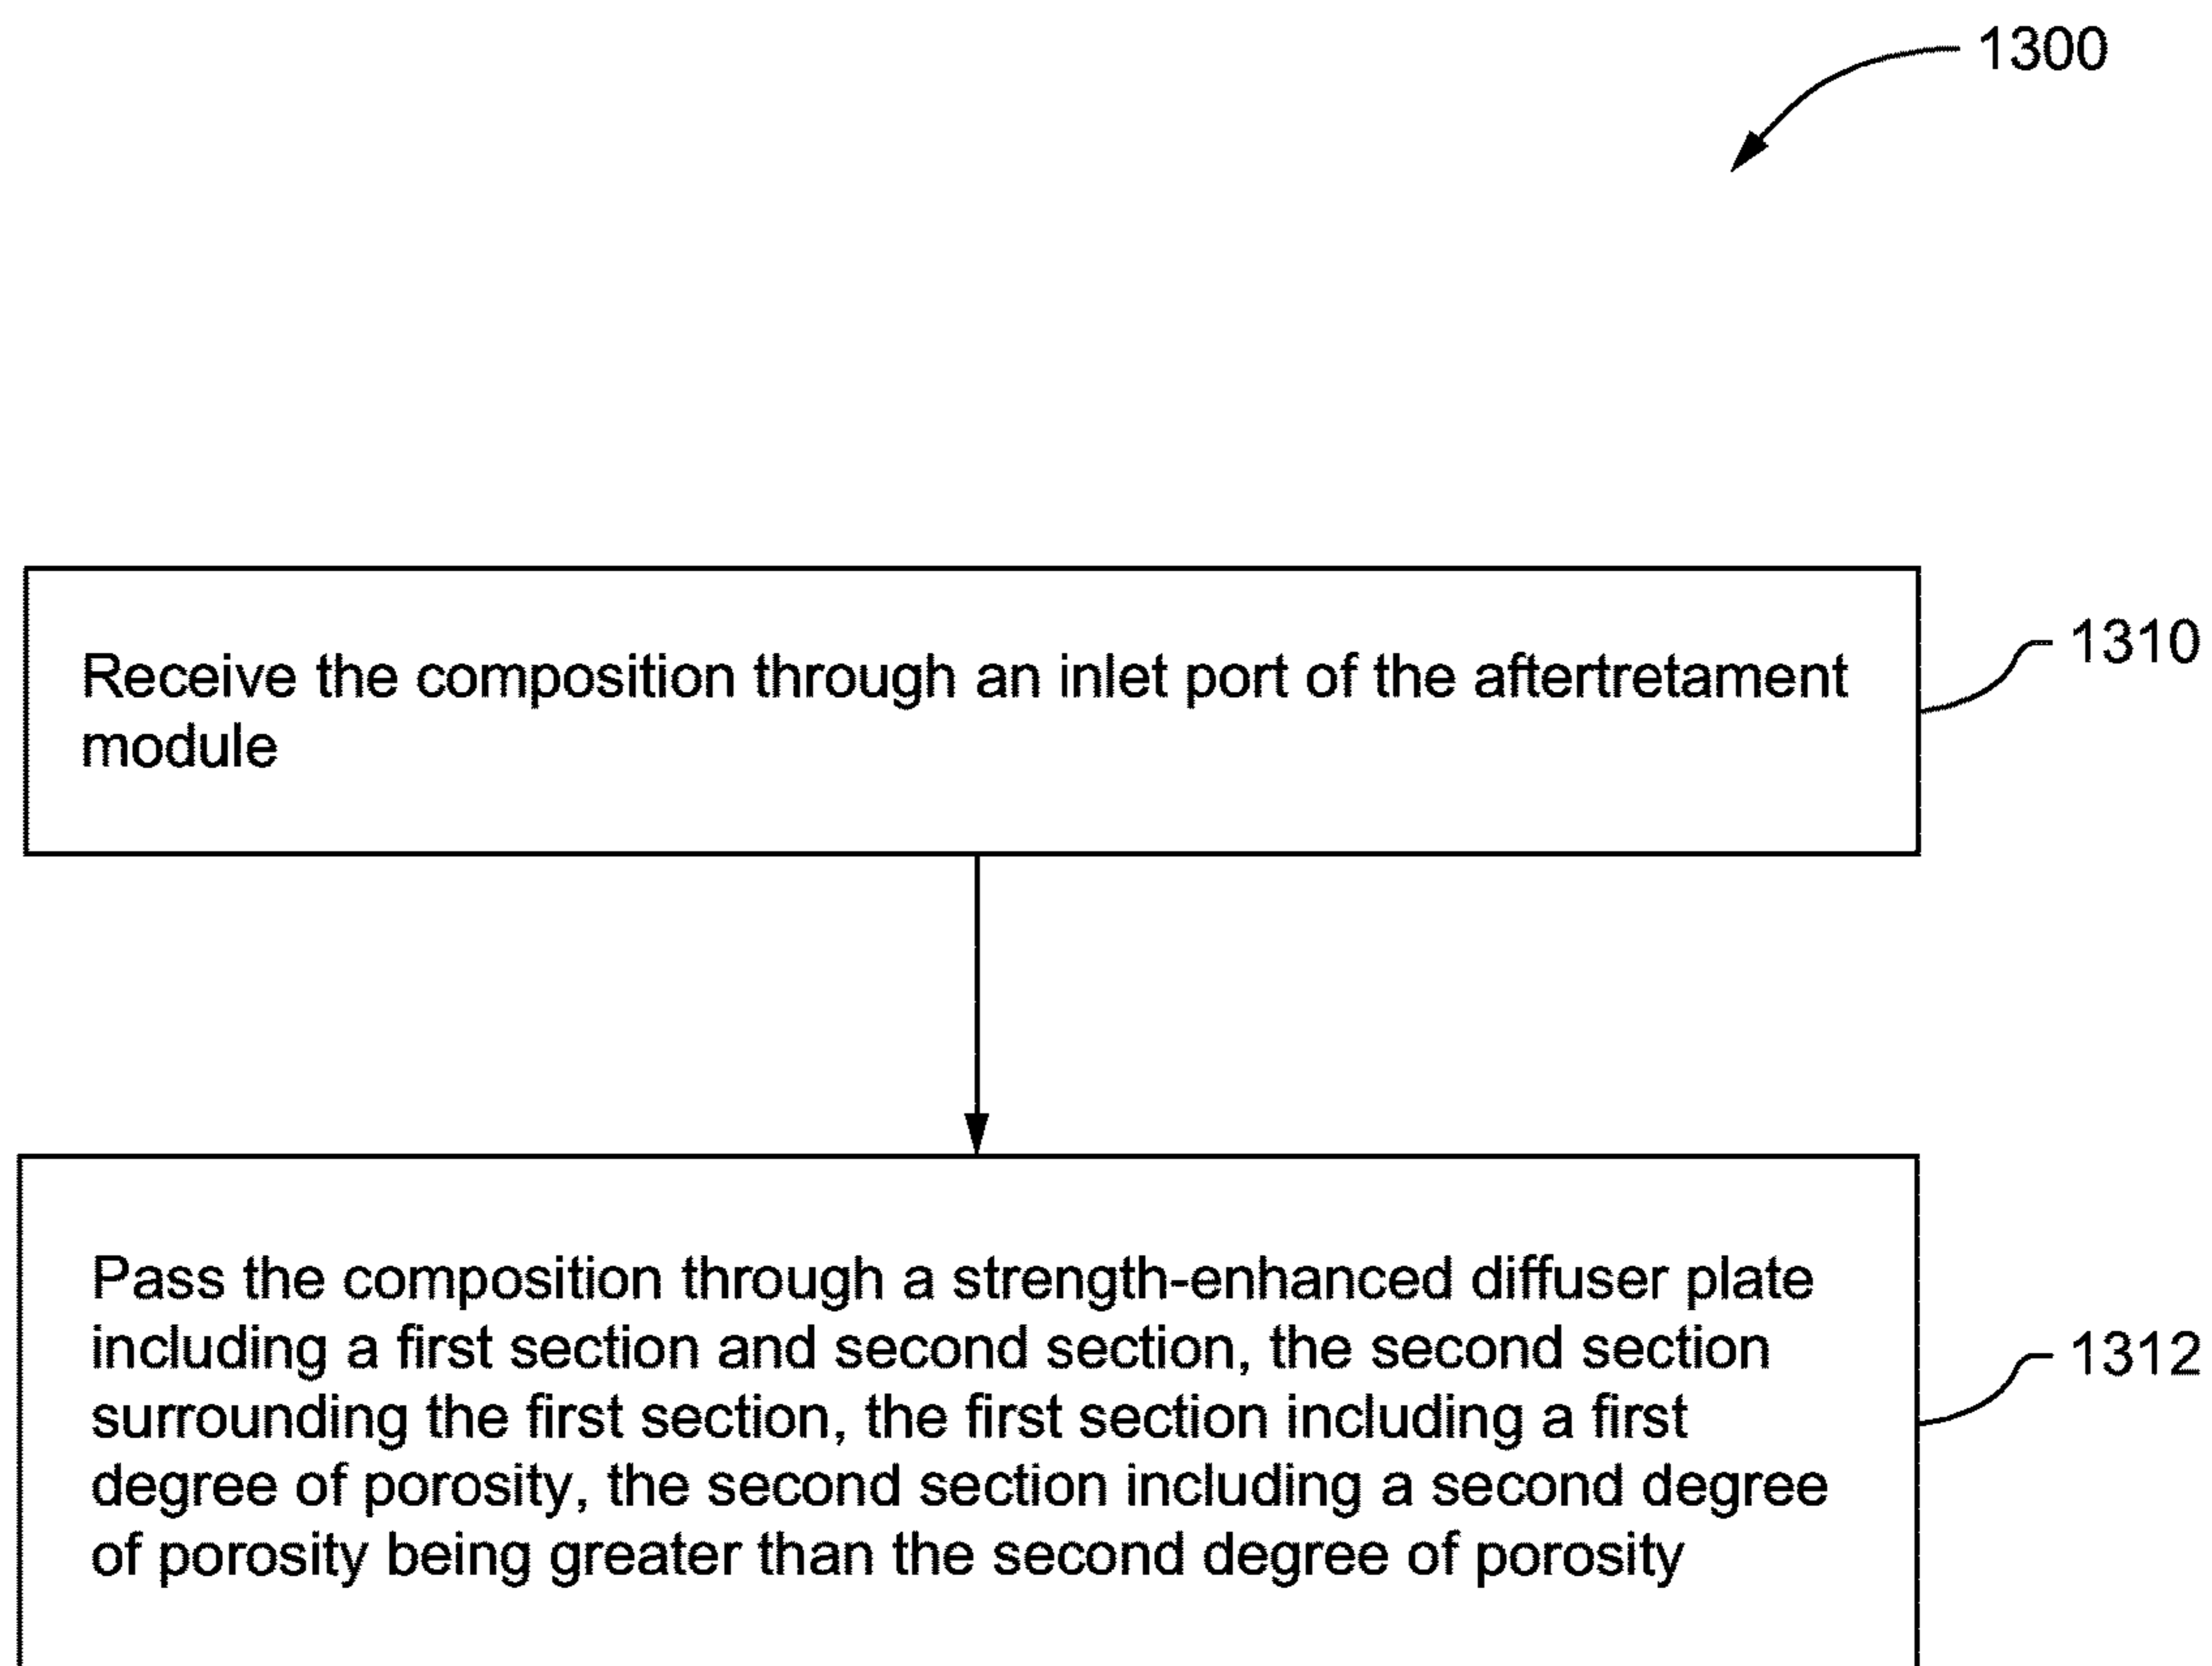 1300
Receive the composition through an inlet port of the aftertretament
module
1310
Pass the composition through a strength-enhanced diffuser plate
including a first section and second section, the second section
surrounding the first section, the first section including a first
degree of porosity, the second section including a second degree
of porosity being greater than the second degree of porosity
1312